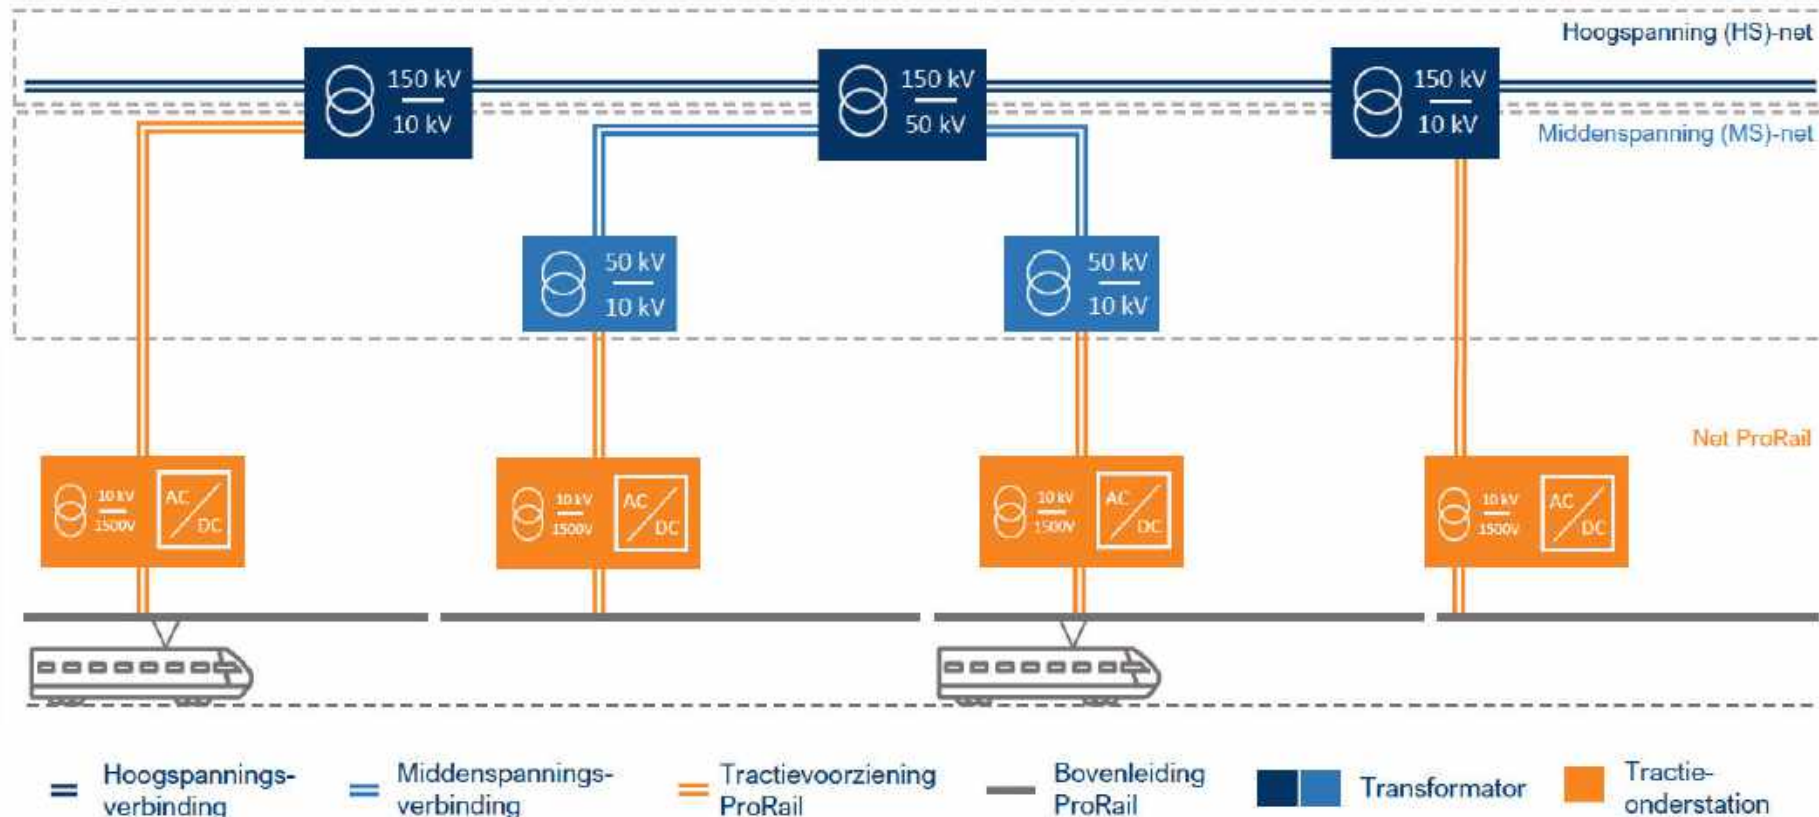 Hoogspanning (HS)-net
150 kV
10 kV
150 kV
50 kV
150 kV
10 kV
Middenspanning (MS)-net
50 kV
10 kV
50 kV
10 kV
Net ProRail
10 kV
1500V
AC
DC
10 kV
1500V
AC
DC
10 kV
1500V
AC
DC
10 kV
1500V
AC
DC
Hoogspannings-
verbinding
Middenspannings-
verbinding
Tractievoorziening
ProRail
Bovenleiding
ProRail
Transformator
Tractie-
onderstation